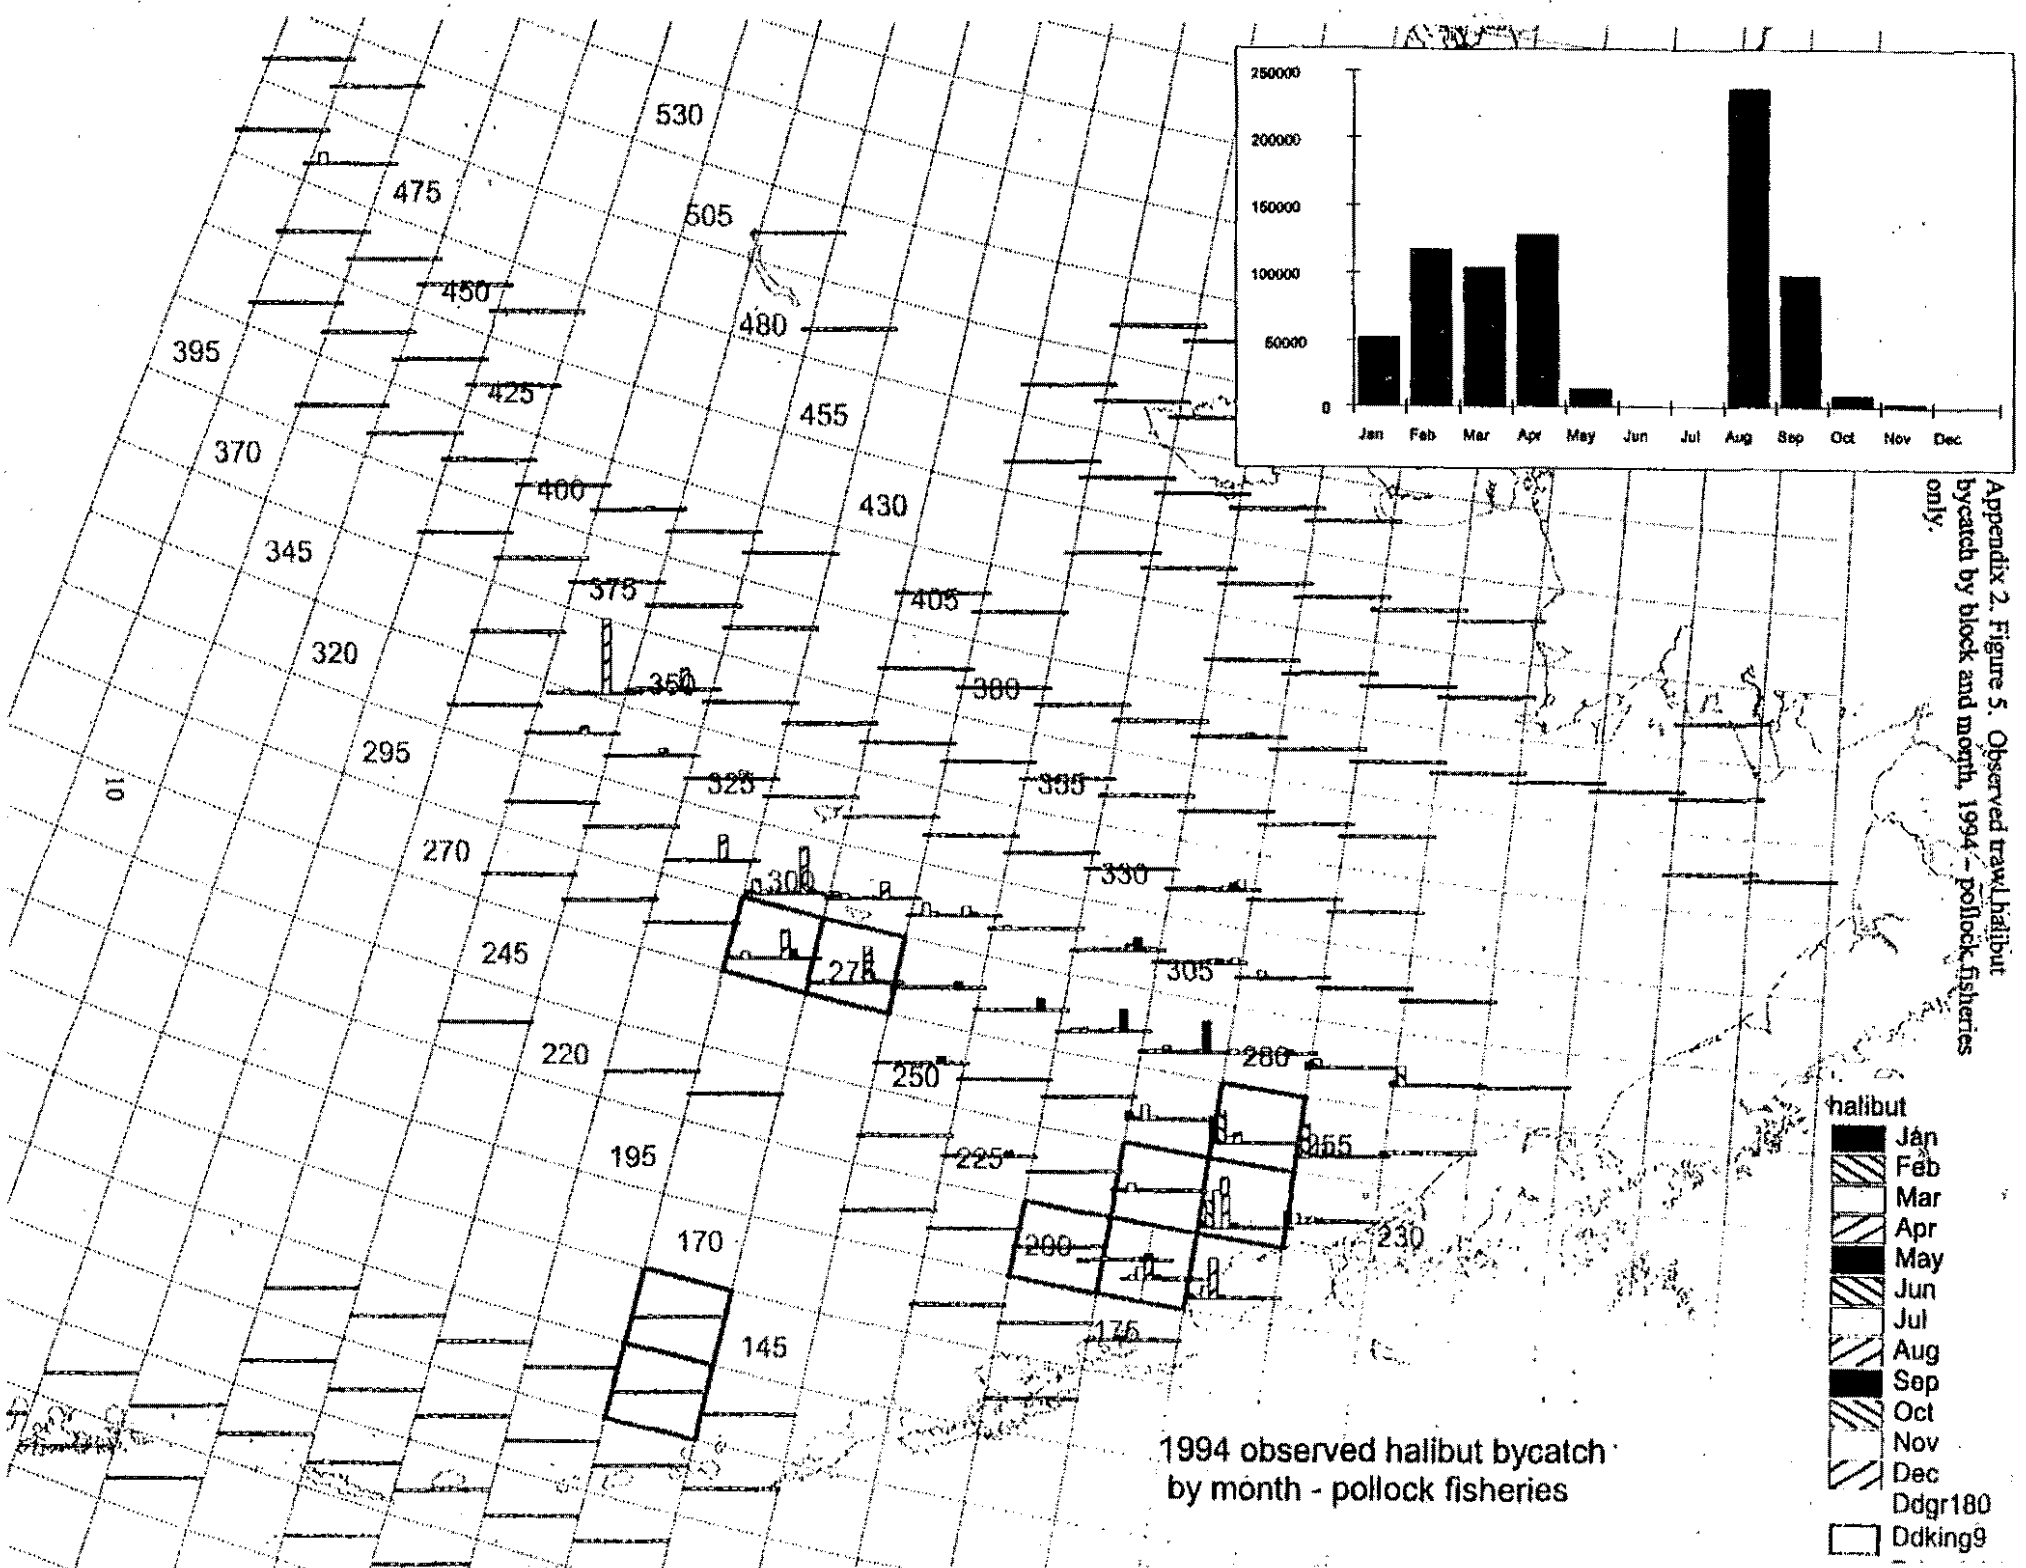 250000
200000
150000
100000
50000
0
Jan Feb Mar Apr May Jun Jul Aug Sep Oct Nov Dec
Appendix 2. Figure 5. Observed trawl halibut
bycatch by block and month, 1994 – pollock fisheries
only.
530
475
505
450
480
395
425
455
370
400
430
345
375
405
320
350
380
295
325
355
10
270
300
330
245
275
305
220
250
280
195
225
255
170
200
230
145
175
1994 observed halibut bycatch
by month - pollock fisheries
halibut
Jan
Feb
Mar
Apr
May
Jun
Jul
Aug
Sep
Oct
Nov
Dec
Ddgr180
Ddking9